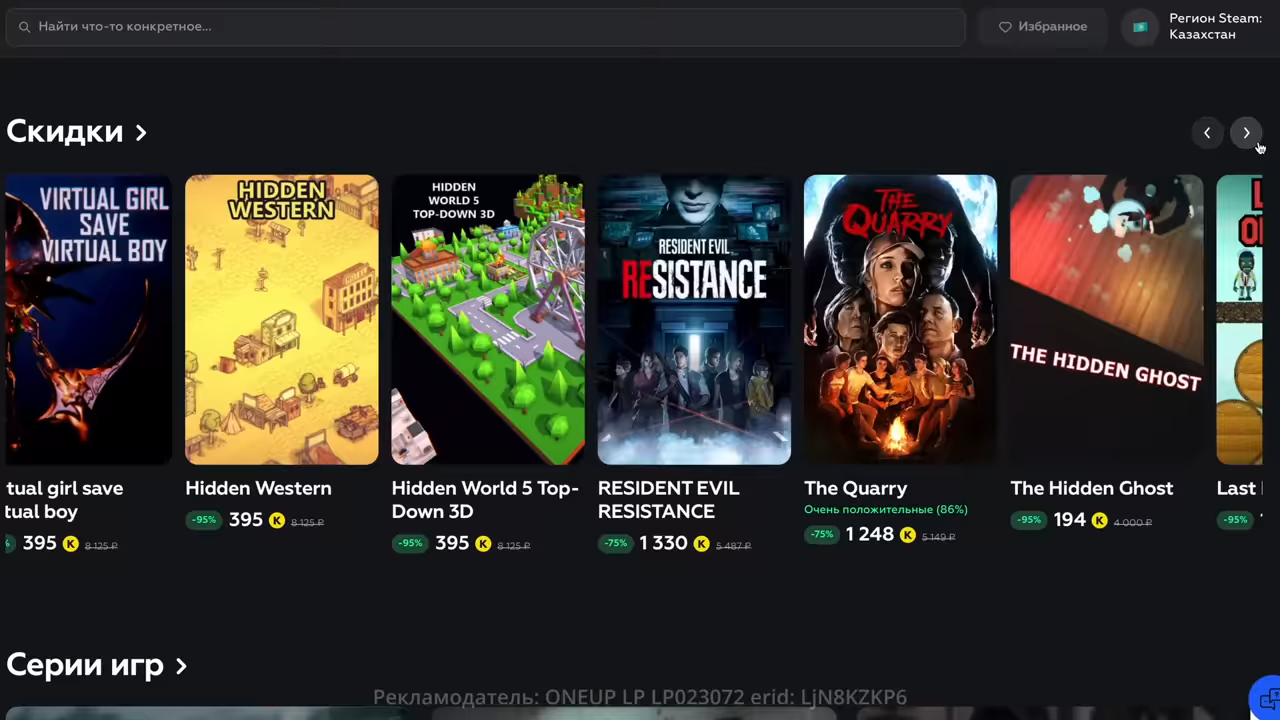 Найти что-то конкретное...
Избранное
Регион Steam:
Казахстан
Скидки
VIRTUAL GIRL
SAVE
VIRTUAL BOY
HIDDEN
WESTERN
HIDDEN
WORLD 5
TOP-DOWN 3D
RESIDENT EVIL
RESISTANCE
THE
QUARRY
THE HIDDEN GHOST
tual girl save
tual boy
395 K 8 125 ₽
Hidden Western
-95% 395 K 8 125 ₽
Hidden World 5 Top-
Down 3D
-95% 395 K 8 125 ₽
RESIDENT EVIL
RESISTANCE
-75% 1 330 K 5 487 ₽
The Quarry
Очень положительные (86%)
-75% 1 248 K 5 149 ₽
The Hidden Ghost
-95% 194 K 4 000 ₽
Last
-95%
Серии игр
Рекламодатель: ONEUP LP LP023072 erid: LjN8KZKP6